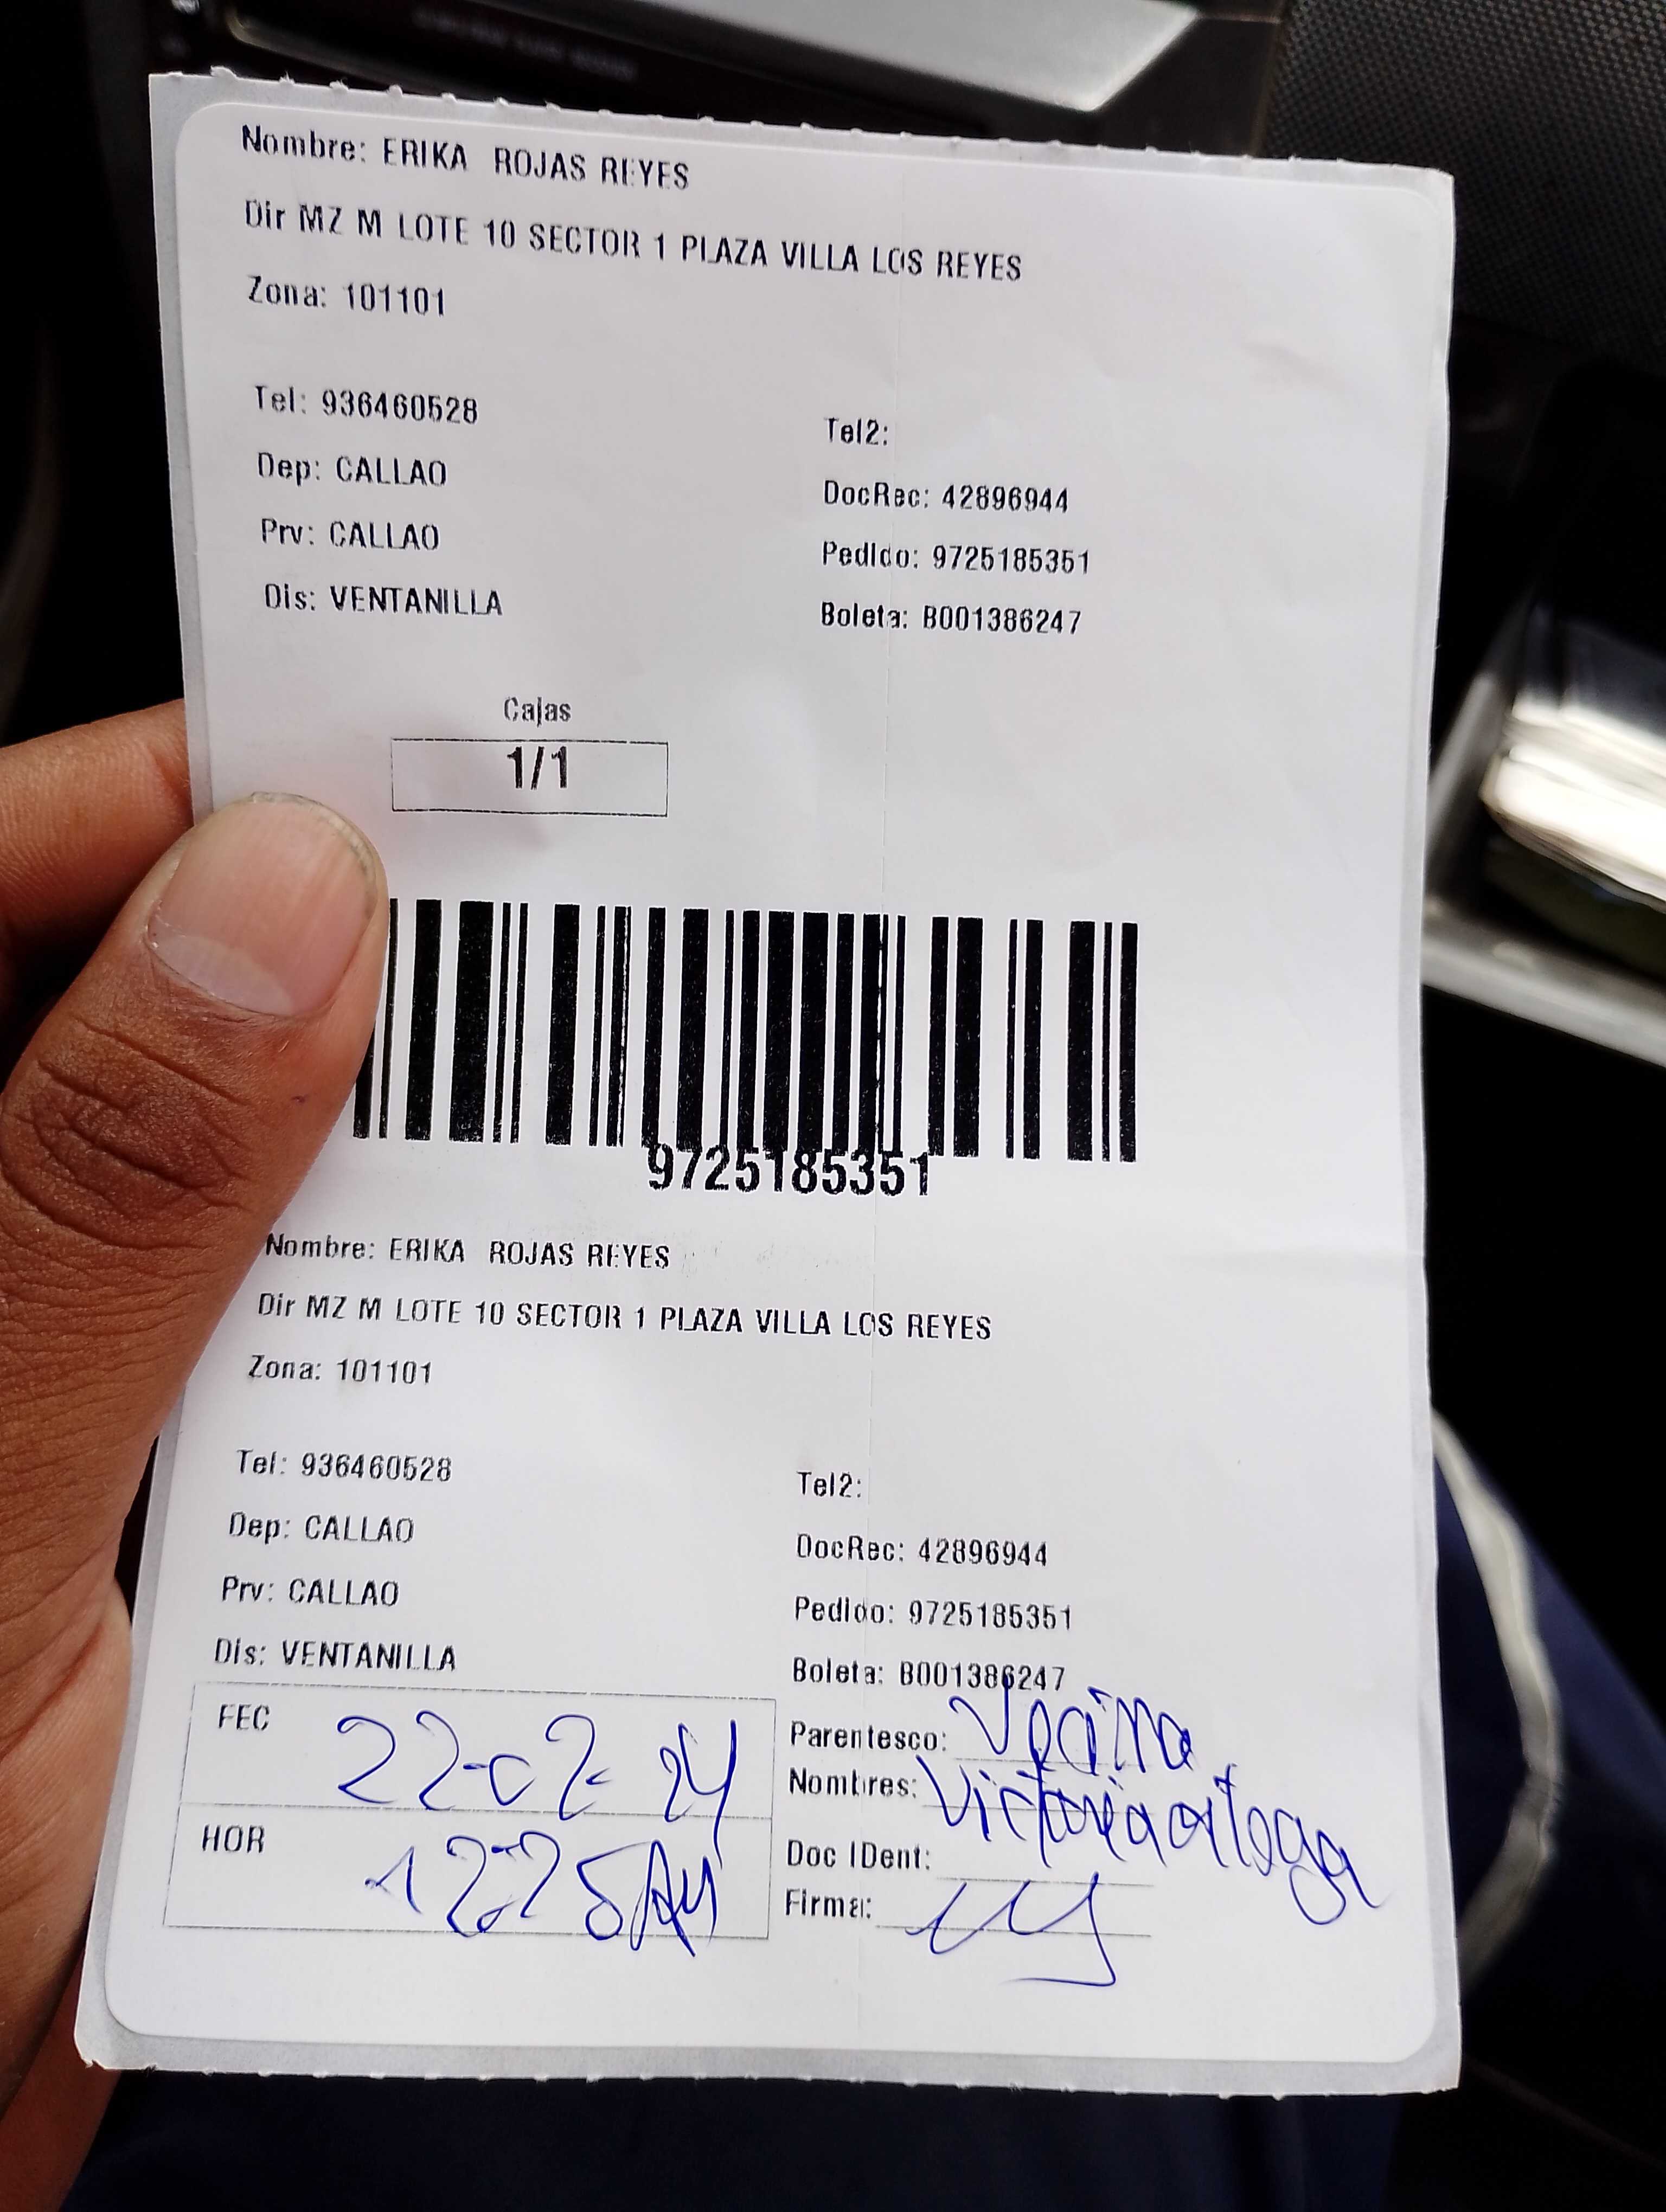 Nombre: ERIKA ROJAS REYES
Dir MZ M LOTE 10 SECTOR 1 PLAZA VILLA LOS REYES
Zona: 101101
Tel: 936460528
Tel2:
Dep: CALLAO
DocRec: 42896944
Prv: CALLAO
Pedido: 9725185351
Dis: VENTANILLA
Boleta: B001386247
Cajas
1/1
9725185351
Nombre: ERIKA ROJAS REYES
Dir MZ M LOTE 10 SECTOR 1 PLAZA VILLA LOS REYES
Zona: 101101
Tel: 936460528
Tel2:
Dep: CALLAO
DocRec: 42896944
Prv: CALLAO
Pedido: 9725185351
Dis: VENTANILLA
Boleta: B001386247
FEC 22-02-24
Parentesco: Vecina
Nombres: Victoria ortega
HOR 12:25
Doc IDent:
Firma: